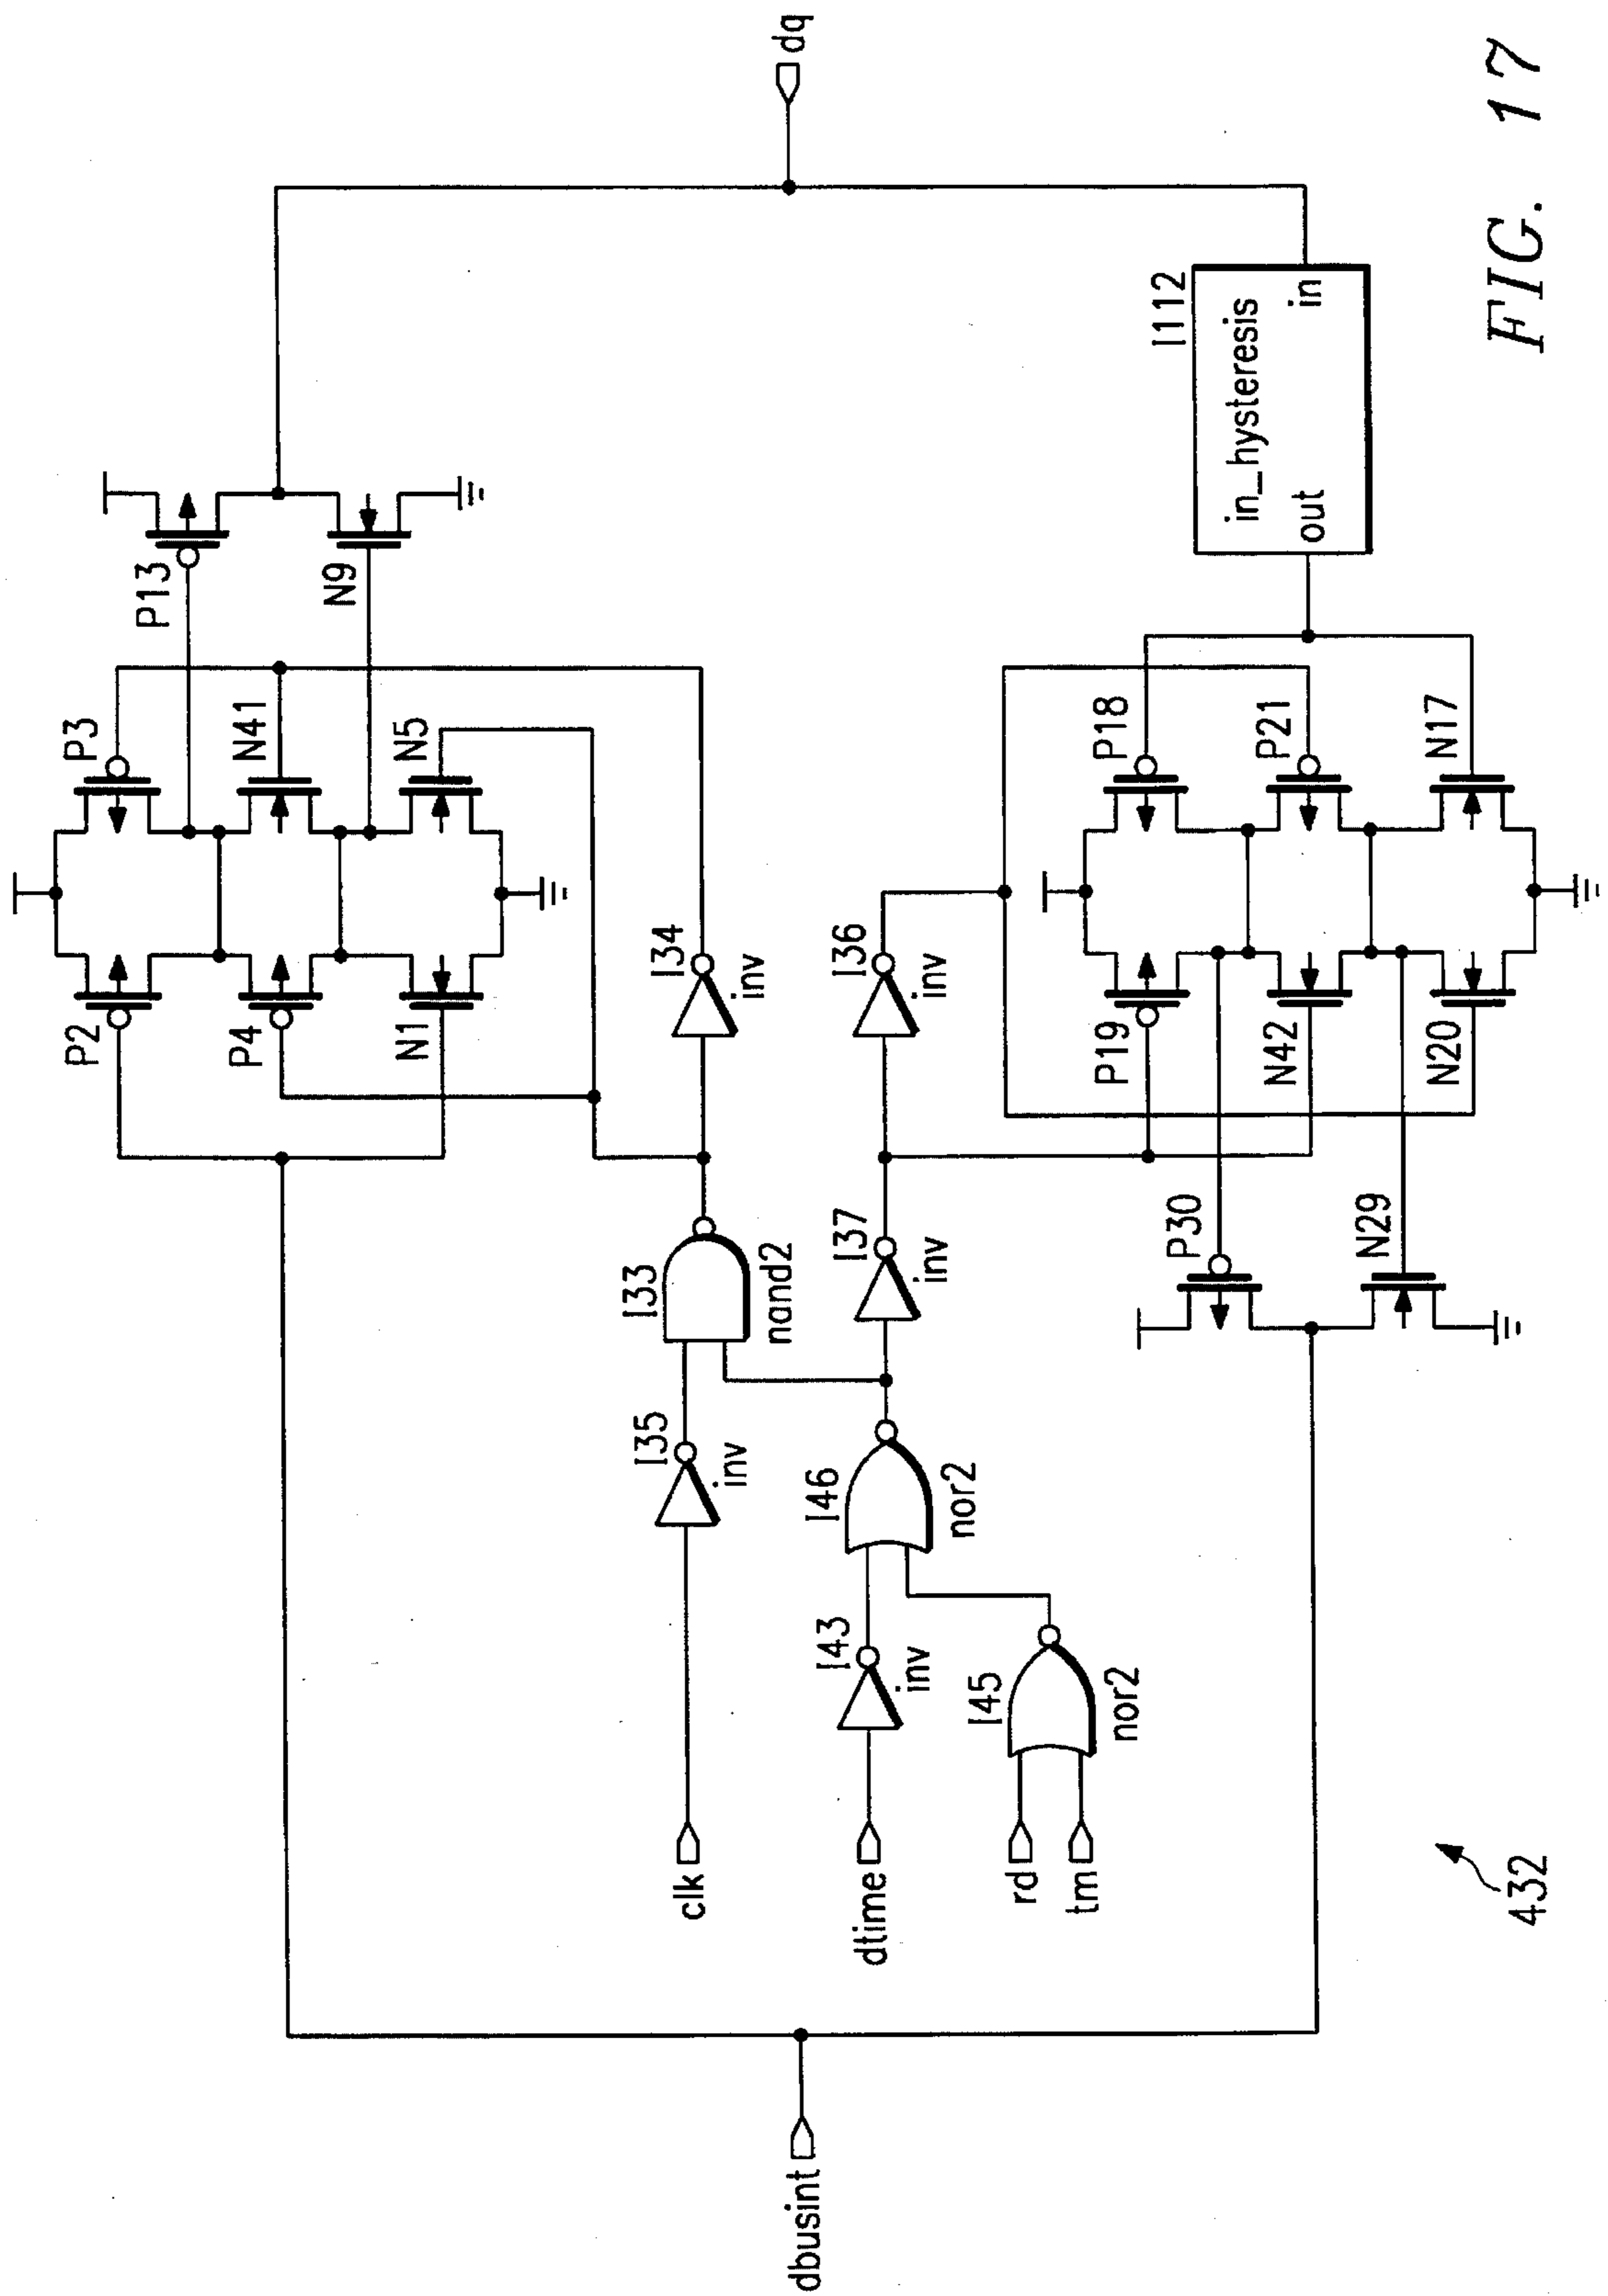 dbusint
clk
dtime
rd
tm
I35
inv
I43
inv
I45
nor2
I46
nor2
I33
nand2
I37
inv
I34
inv
I36
inv
P2
P4
N1
P3
N41
N5
P13
N9
P30
N29
P19
N42
N20
P18
P21
N17
I112
in_hysteresis
out
in
dq
432
FIG. 17